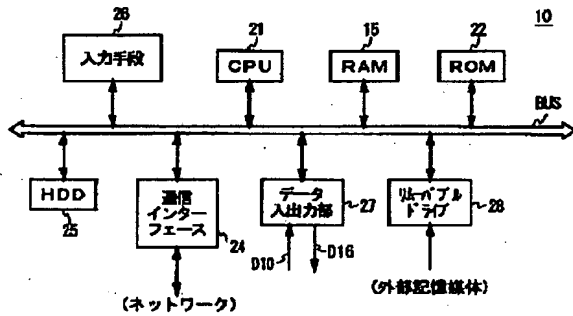 10
26
入力手段
21
CPU
15
RAM
22
ROM
BUS
HDD
25
通信
インター
フェース
24
(ネットワーク)
データ
入出力部
27
D10
D16
リムーバブル
ドライブ
28
(外部記憶媒体)